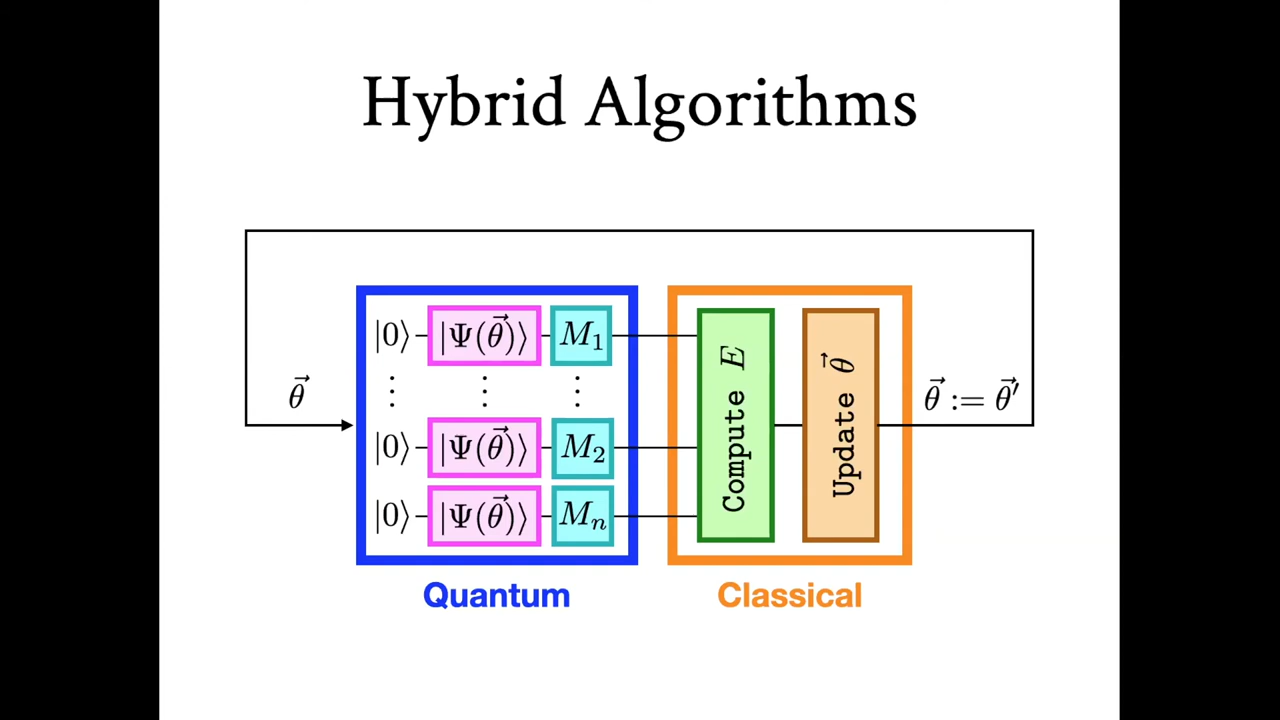 Hybrid Algorithms
|0⟩ |Ψ(θ⃗)⟩ M₁
⋮ ⋮ ⋮
|0⟩ |Ψ(θ⃗)⟩ M₂
|0⟩ |Ψ(θ⃗)⟩ Mₙ
θ⃗
Compute E
Update θ⃗
θ⃗ := θ⃗′
Quantum
Classical